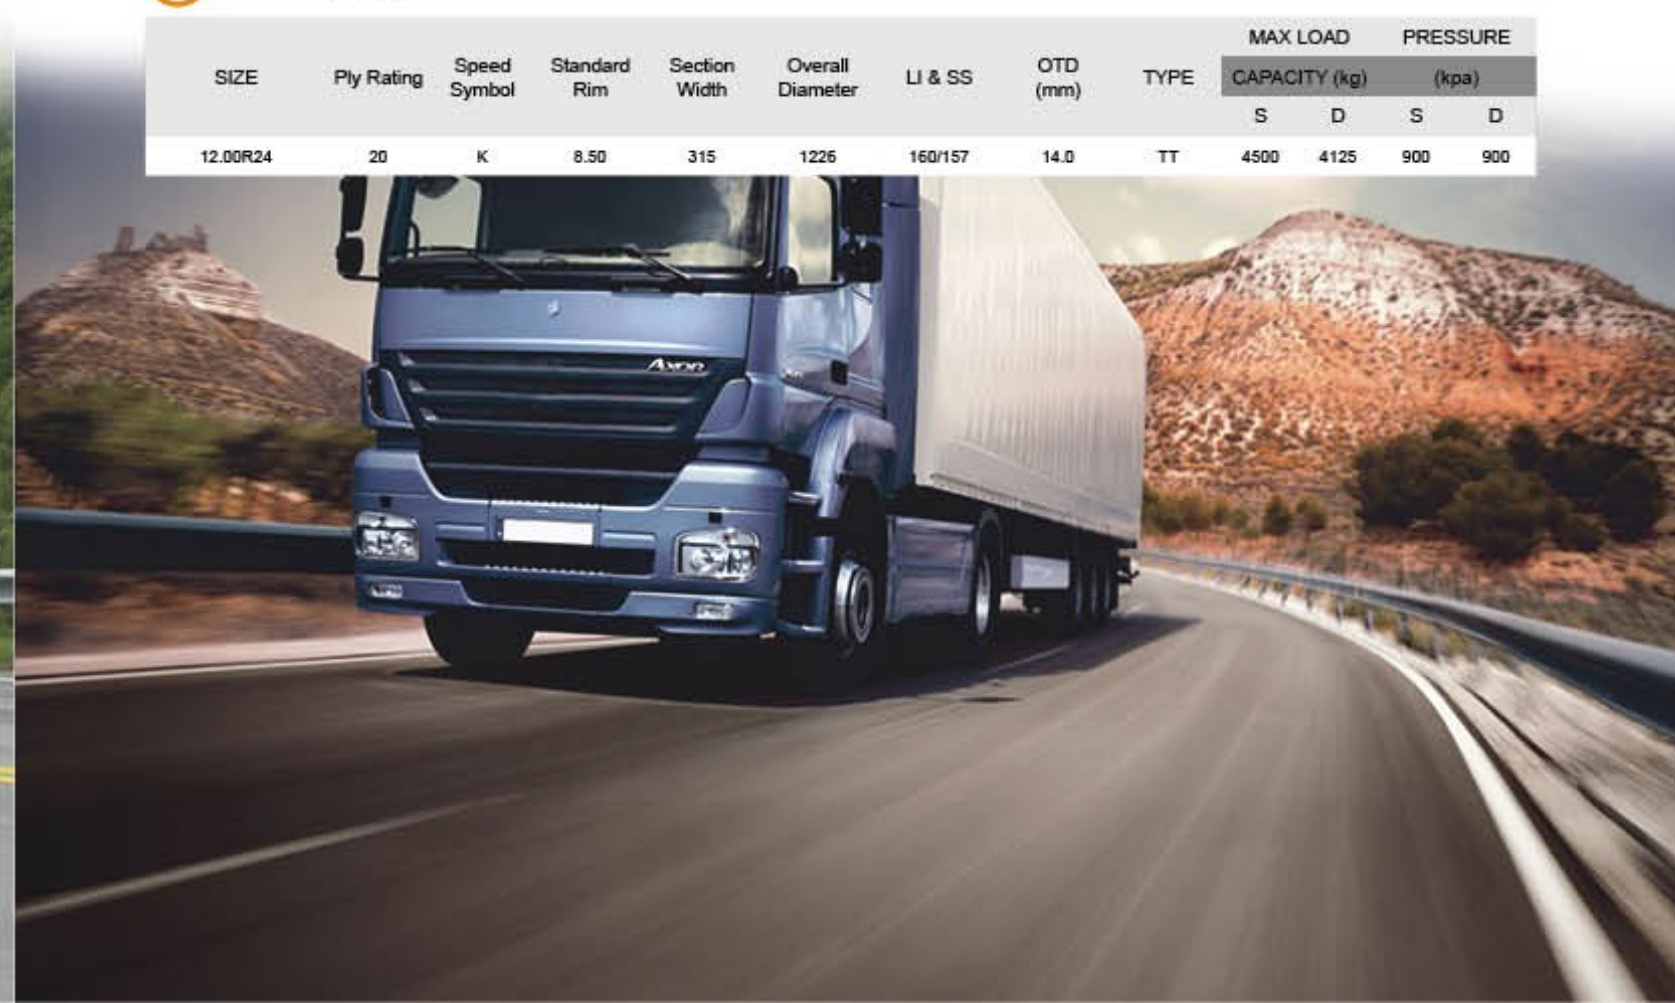 SIZE Ply Rating Speed Symbol Standard Rim Section Width Overall Diameter LI & SS OTD (mm) TYPE MAX LOAD CAPACITY (kg) S D PRESSURE (kpa) S D
12.00R24 20 K 8.50 315 1226 160/157 14.0 TT 4500 4125 900 900
Axor